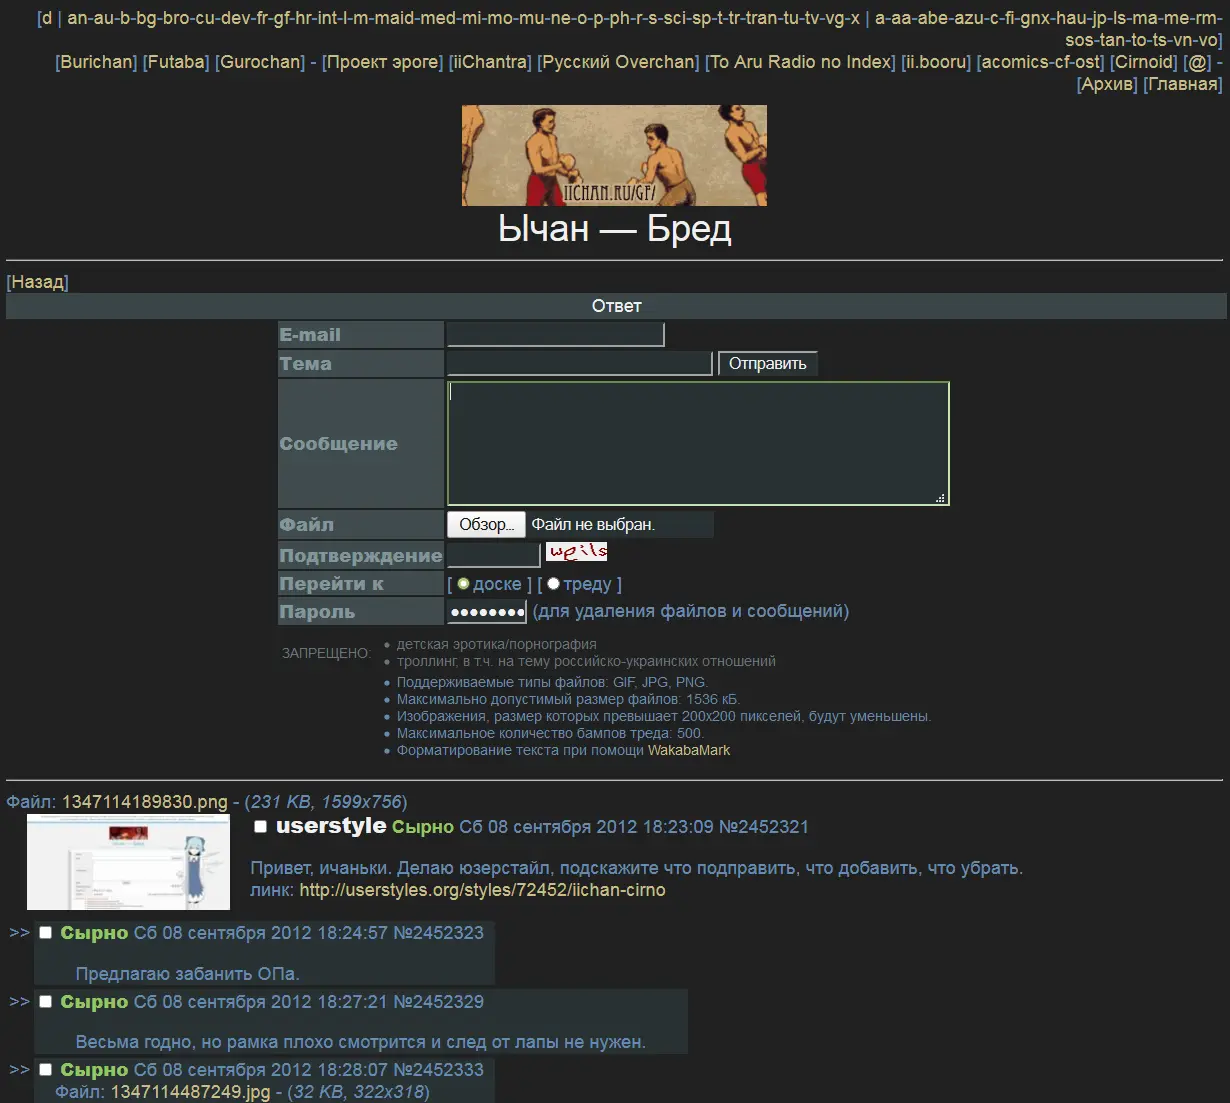 [d | an-au-b-bg-bro-cu-dev-fr-gf-hr-int-l-m-maid-med-mi-mo-mu-ne-o-p-ph-r-s-sci-sp-t-tr-tran-tu-tv-vg-x | a-aa-abe-azu-c-fi-gnx-hau-jp-ls-ma-me-rm-
sos-tan-to-ts-vn-vo]
[Burichan] [Futaba] [Gurochan] - [Проект эроге] [iiChantra] [Русский Overchan] [To Aru Radio no Index] [ii.booru] [acomics-cf-ost] [Cirnoid] [@] -
[Архив] [Главная]
IICHAN.RU/GF/
Ычан — Бред
[Назад]
Ответ
E-mail
Тема Отправить
Сообщение
Файл Обзор... Файл не выбран.
Подтверждение
Перейти к [ доске ] [ треду ]
Пароль ●●●●●●●● (для удаления файлов и сообщений)
ЗАПРЕЩЕНО:
• детская эротика/порнография
• троллинг, в т.ч. на тему российско-украинских отношений
• Поддерживаемые типы файлов: GIF, JPG, PNG.
• Максимально допустимый размер файлов: 1536 кБ.
• Изображения, размер которых превышает 200x200 пикселей, будут уменьшены.
• Максимальное количество бампов треда: 500.
• Форматирование текста при помощи WakabaMark
Файл: 1347114189830.png - (231 KB, 1599x756)
userstyle Сырно Сб 08 сентября 2012 18:23:09 №2452321
Привет, ичаньки. Делаю юзерстайл, подскажите что подправить, что добавить, что убрать.
линк: http://userstyles.org/styles/72452/iichan-cirno
>> Сырно Сб 08 сентября 2012 18:24:57 №2452323
Предлагаю забанить ОПа.
>> Сырно Сб 08 сентября 2012 18:27:21 №2452329
Весьма годно, но рамка плохо смотрится и след от лапы не нужен.
>> Сырно Сб 08 сентября 2012 18:28:07 №2452333
Файл: 1347114487249.jpg - (32 KB, 322x318)